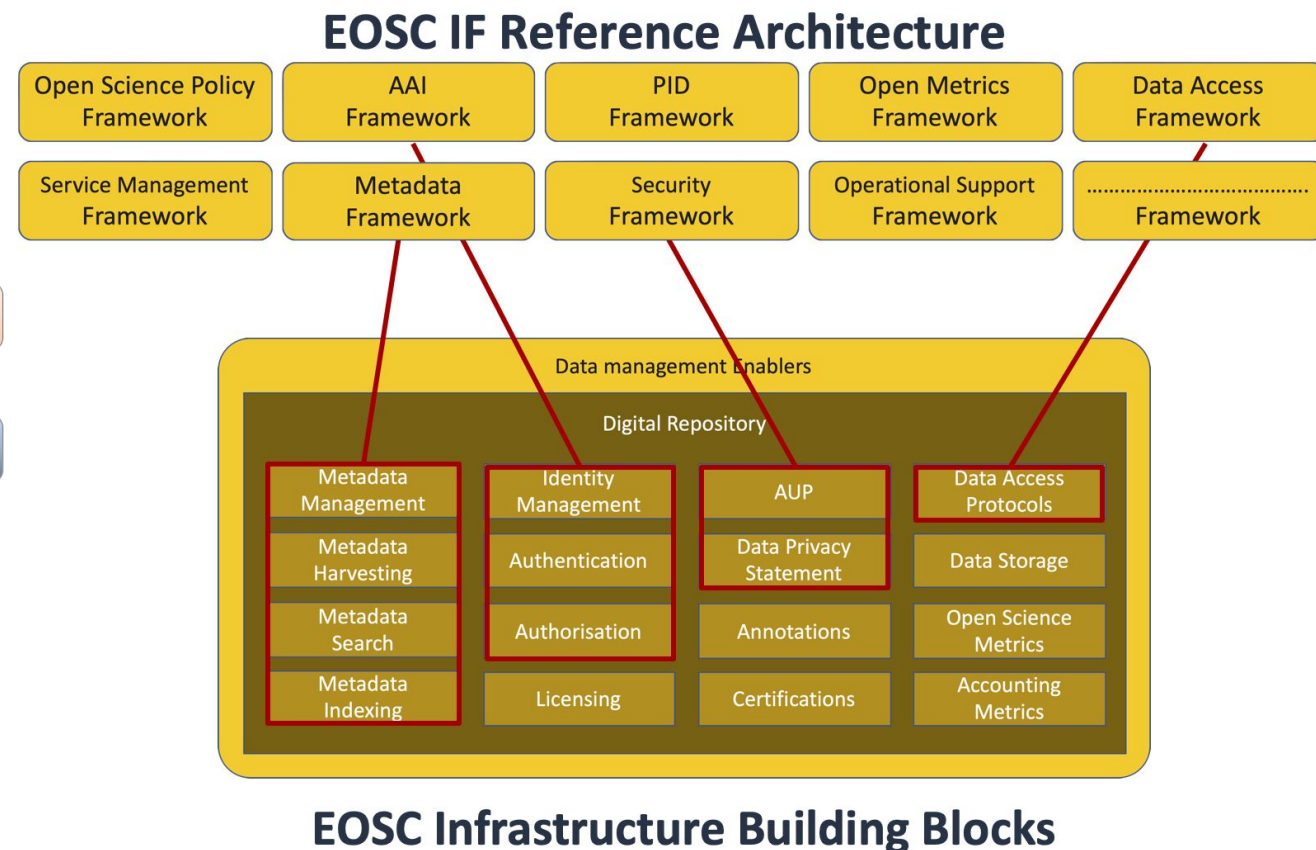 EOSC IF Reference Architecture
Open Science Policy
Framework
AAI
Framework
PID
Framework
Open Metrics
Framework
Data Access
Framework
Service Management
Framework
Metadata
Framework
Security
Framework
Operational Support
Framework
…………………………………….
Framework
Data management Enablers
Digital Repository
Metadata
Management
Identity
Management
AUP
Data Access
Protocols
Metadata
Harvesting
Authentication
Data Privacy
Statement
Data Storage
Metadata
Search
Authorisation
Annotations
Open Science
Metrics
Metadata
Indexing
Licensing
Certifications
Accounting
Metrics
EOSC Infrastructure Building Blocks